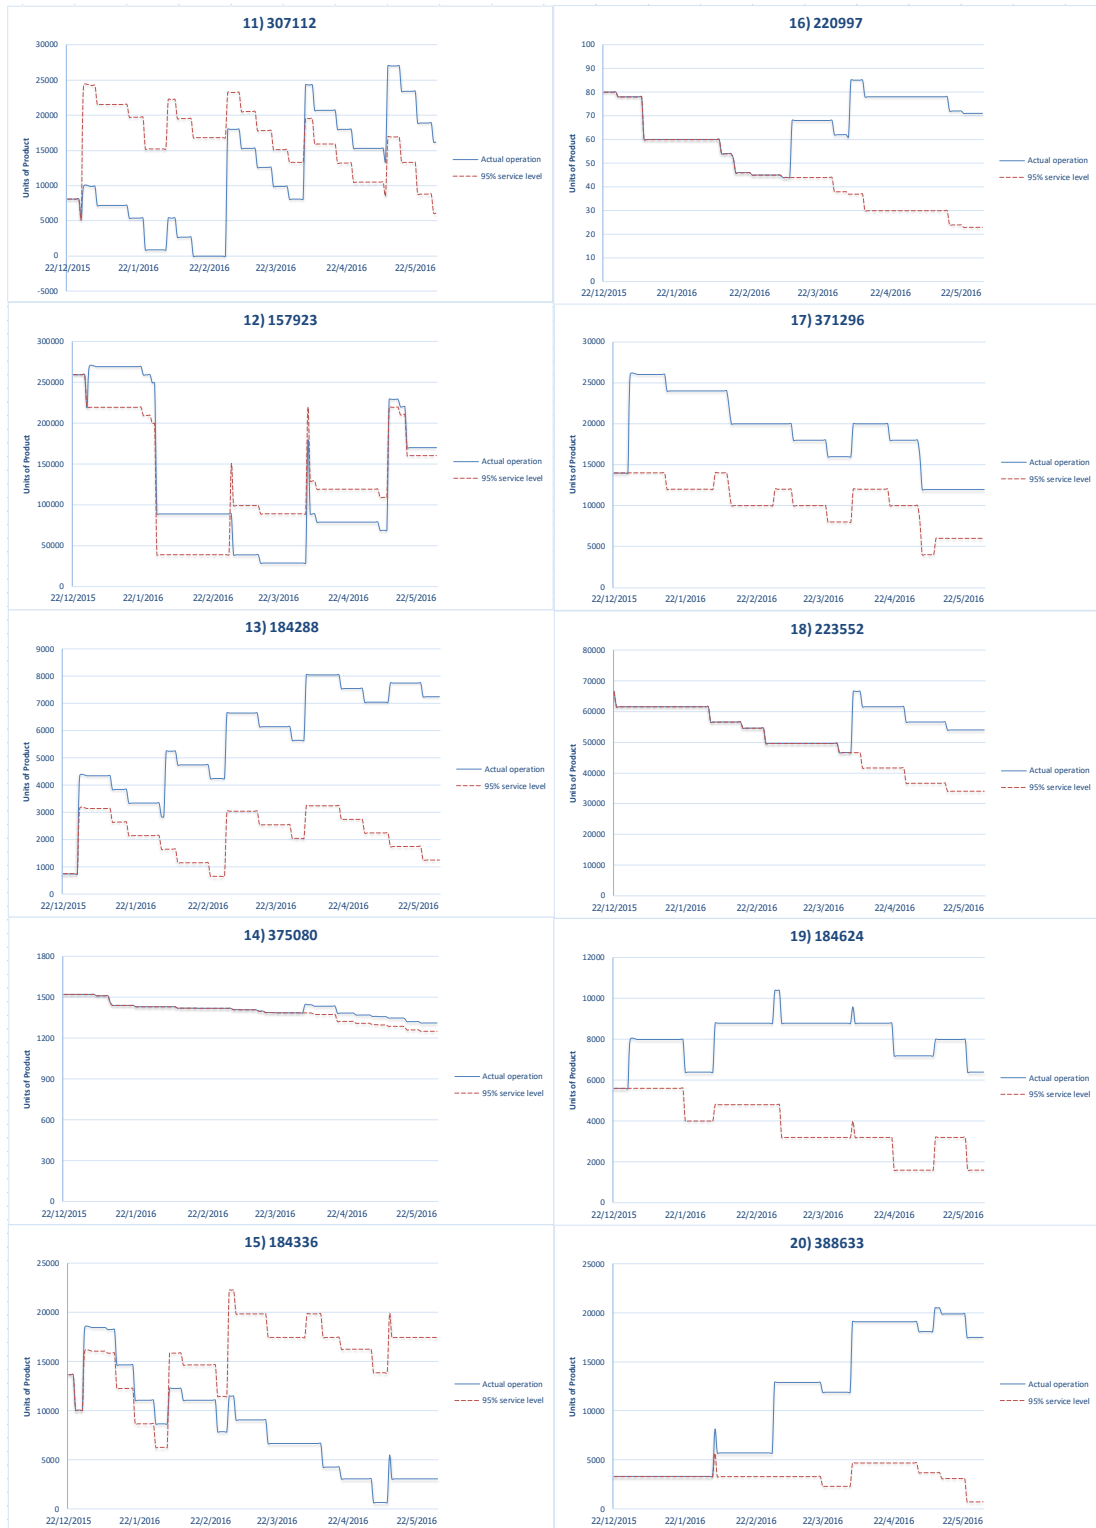 11) 307112
30000
25000
20000
15000
10000
5000
0
-5000
Units of Product
22/12/2015 22/1/2016 22/2/2016 22/3/2016 22/4/2016 22/5/2016
Actual operation
95% service level
12) 157923
300000
250000
200000
150000
100000
50000
0
Units of Product
22/12/2015 22/1/2016 22/2/2016 22/3/2016 22/4/2016 22/5/2016
Actual operation
95% service level
13) 184288
9000
8000
7000
6000
5000
4000
3000
2000
1000
0
Units of Product
22/12/2015 22/1/2016 22/2/2016 22/3/2016 22/4/2016 22/5/2016
Actual operation
95% service level
14) 375080
1800
1500
1200
900
600
300
0
Units of Product
22/12/2015 22/1/2016 22/2/2016 22/3/2016 22/4/2016 22/5/2016
Actual operation
95% service level
15) 184336
25000
20000
15000
10000
5000
0
Units of Product
22/12/2015 22/1/2016 22/2/2016 22/3/2016 22/4/2016 22/5/2016
Actual operation
95% service level
16) 220997
100
90
80
70
60
50
40
30
20
10
0
Units of Product
22/12/2015 22/1/2016 22/2/2016 22/3/2016 22/4/2016 22/5/2016
Actual operation
95% service level
17) 371296
30000
25000
20000
15000
10000
5000
0
Units of Product
22/12/2015 22/1/2016 22/2/2016 22/3/2016 22/4/2016 22/5/2016
Actual operation
95% service level
18) 223552
80000
70000
60000
50000
40000
30000
20000
10000
0
Units of Product
22/12/2015 22/1/2016 22/2/2016 22/3/2016 22/4/2016 22/5/2016
Actual operation
95% service level
19) 184624
12000
10000
8000
6000
4000
2000
0
Units of Product
22/12/2015 22/1/2016 22/2/2016 22/3/2016 22/4/2016 22/5/2016
Actual operation
95% service level
20) 388633
25000
20000
15000
10000
5000
0
Units of Product
22/12/2015 22/1/2016 22/2/2016 22/3/2016 22/4/2016 22/5/2016
Actual operation
95% service level